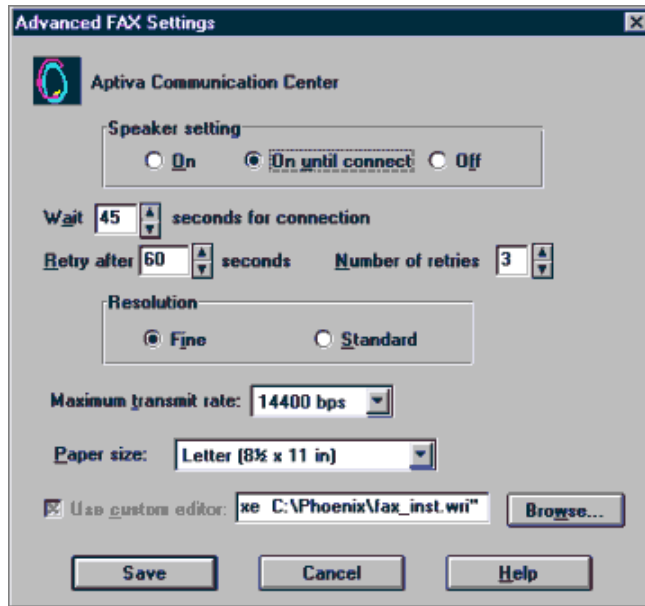 Advanced FAX Settings
Aptiva Communication Center
Speaker setting
On On until connect Off
Wait 45 seconds for connection
Retry after 60 seconds Number of retries 3
Resolution
Fine Standard
Maximum transmit rate: 14400 bps
Paper size: Letter (8½ x 11 in)
Use custom editor: xe C:\Phoenix\fax_inst.wri" Browse...
Save Cancel Help